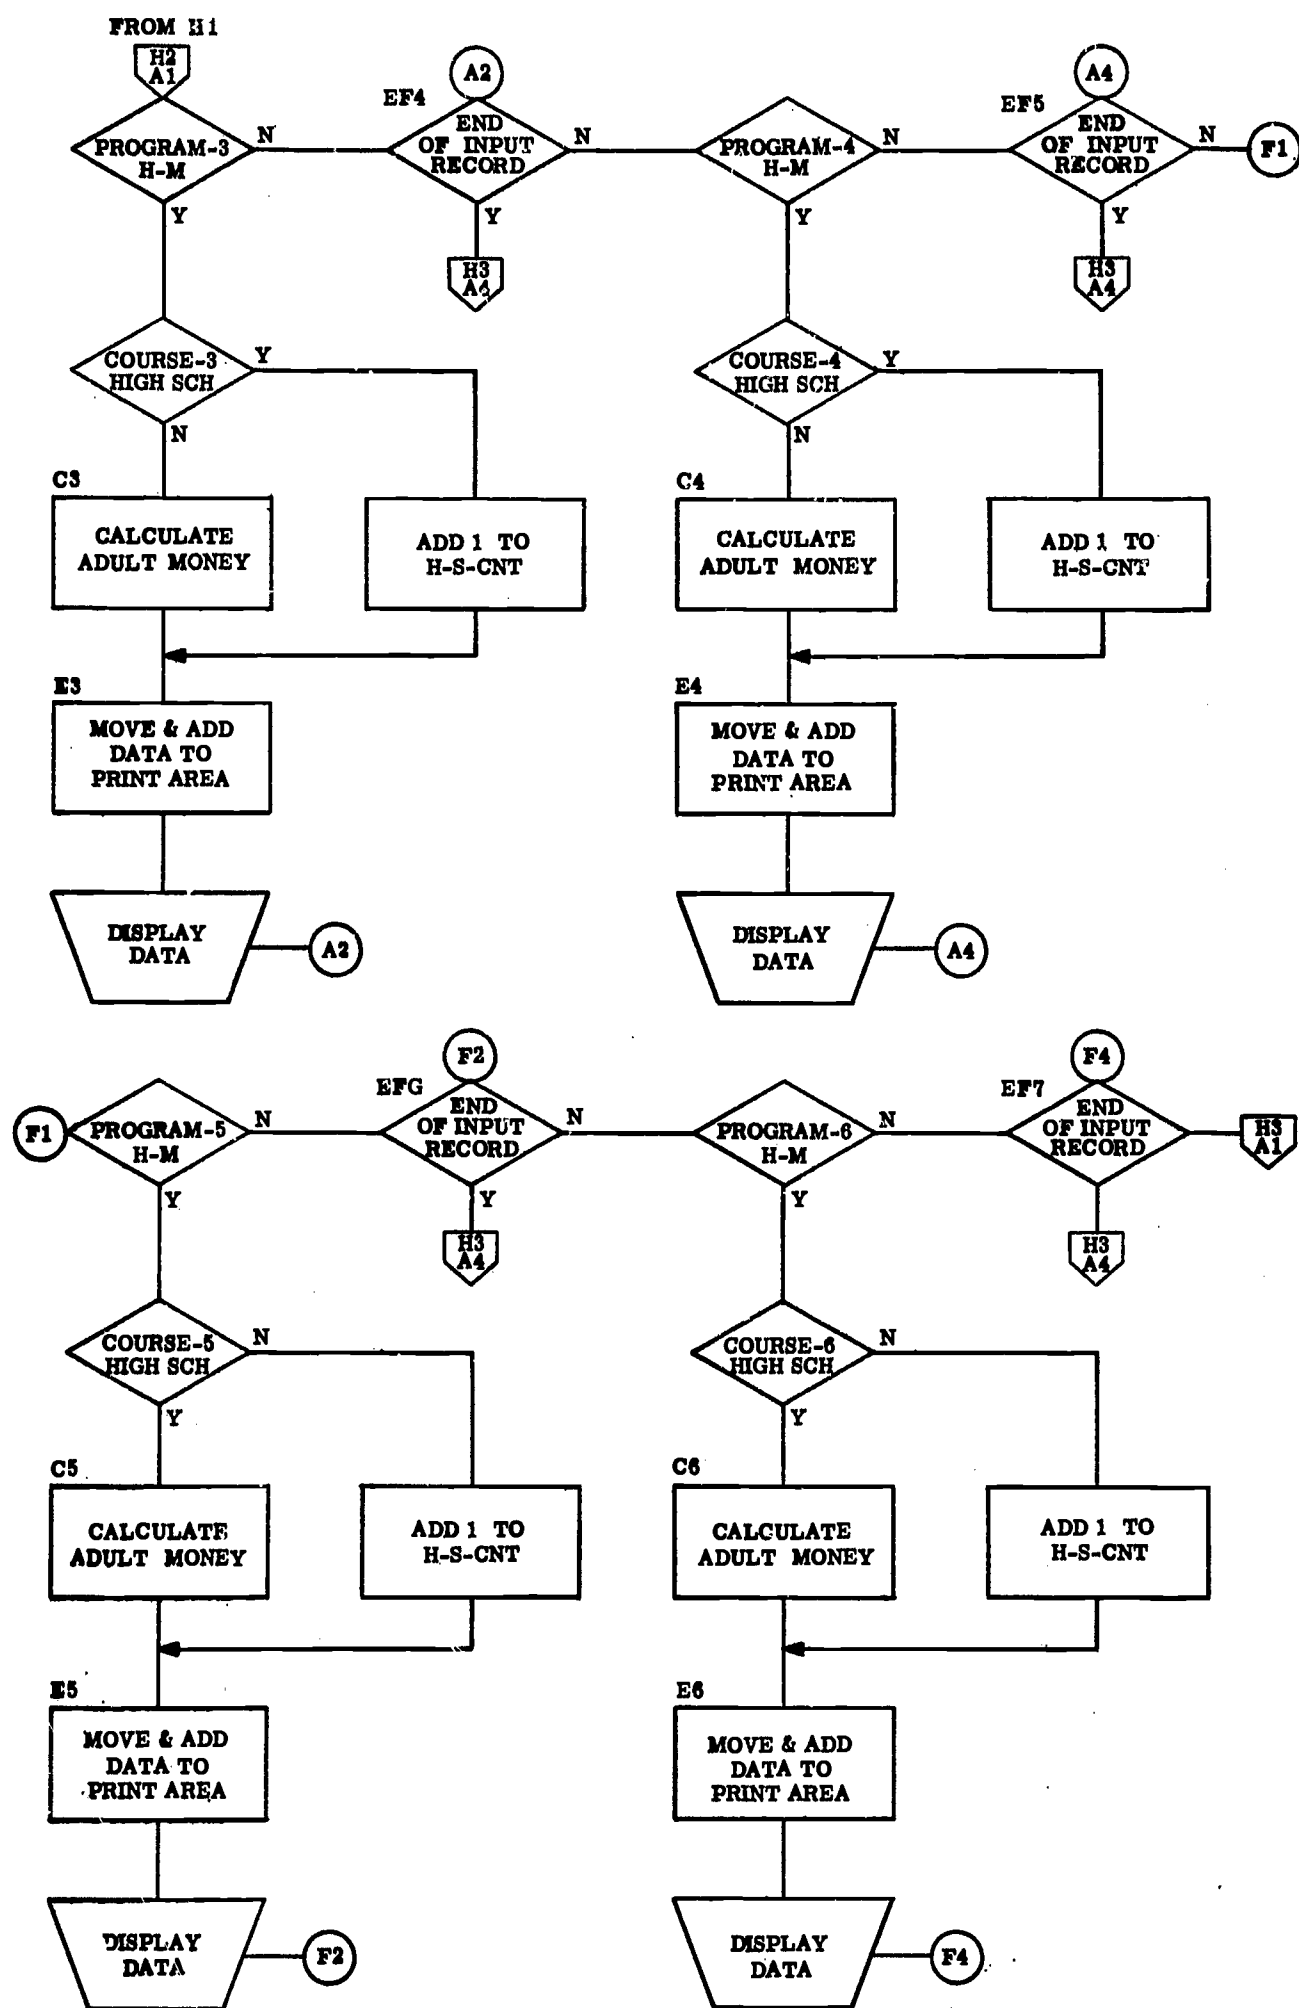 FROM H1
H2
A1
PROGRAM-3
H-M
N
Y
EF4
A2
END
OF INPUT
RECORD
N
Y
H3
A4
PROGRAM-4
H-M
N
Y
EF5
A4
END
OF INPUT
RECORD
N
Y
F1
H3
A4
COURSE-3
HIGH SCH
Y
N
COURSE-4
HIGH SCH
Y
N
C3
CALCULATE
ADULT MONEY
ADD 1 TO
H-S-CNT
C4
CALCULATE
ADULT MONEY
ADD 1 TO
H-S-CNT
E3
MOVE & ADD
DATA TO
PRINT AREA
E4
MOVE & ADD
DATA TO
PRINT AREA
DISPLAY
DATA
A2
DISPLAY
DATA
A4
F1
PROGRAM-5
H-M
N
Y
EFG
F2
END
OF INPUT
RECORD
N
Y
H3
A4
PROGRAM-6
H-M
N
Y
EF7
F4
END
OF INPUT
RECORD
H3
A1
H3
A4
COURSE-5
HIGH SCH
N
Y
COURSE-6
HIGH SCH
N
Y
C5
CALCULATE
ADULT MONEY
ADD 1 TO
H-S-CNT
C6
CALCULATE
ADULT MONEY
ADD 1 TO
H-S-CNT
E5
MOVE & ADD
DATA TO
PRINT AREA
E6
MOVE & ADD
DATA TO
PRINT AREA
DISPLAY
DATA
F2
DISPLAY
DATA
F4